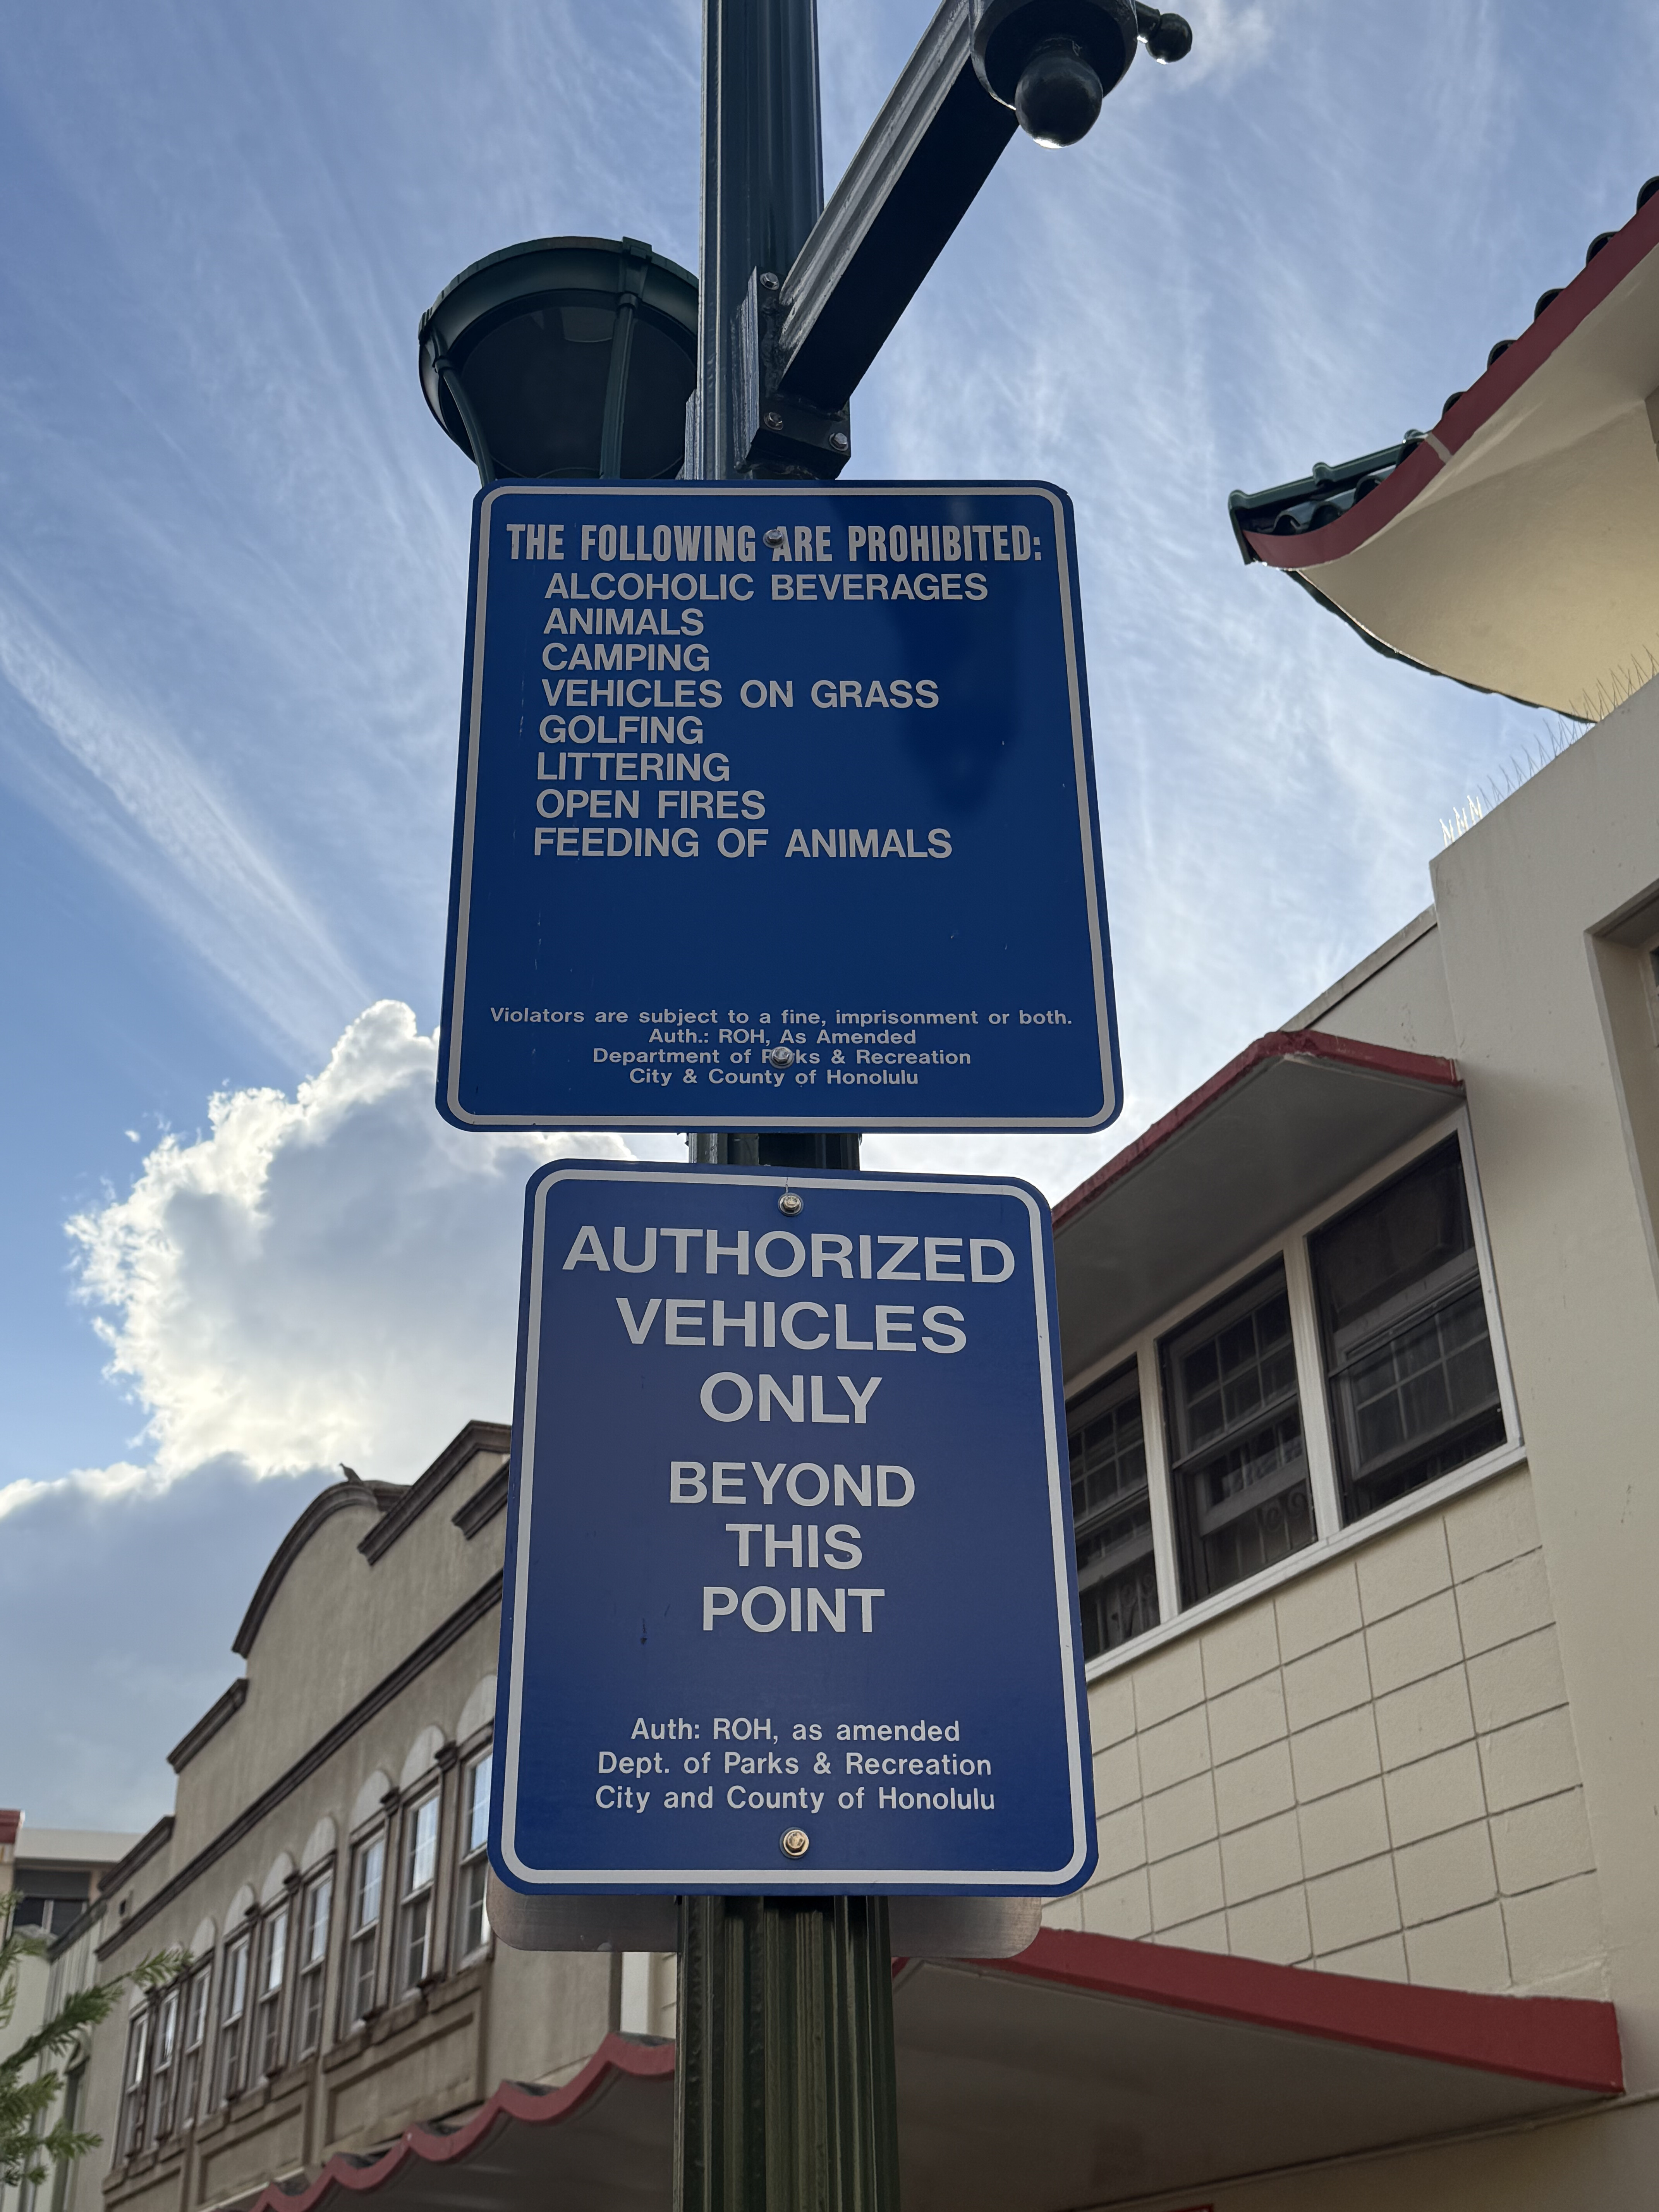 THE FOLLOWING ARE PROHIBITED:
ALCOHOLIC BEVERAGES
ANIMALS
CAMPING
VEHICLES ON GRASS
GOLFING
LITTERING
OPEN FIRES
FEEDING OF ANIMALS
Violators are subject to a fine, imprisonment or both.
Auth.: ROH, As Amended
Department of Parks & Recreation
City & County of Honolulu
AUTHORIZED
VEHICLES
ONLY
BEYOND
THIS
POINT
Auth: ROH, as amended
Dept. of Parks & Recreation
City and County of Honolulu